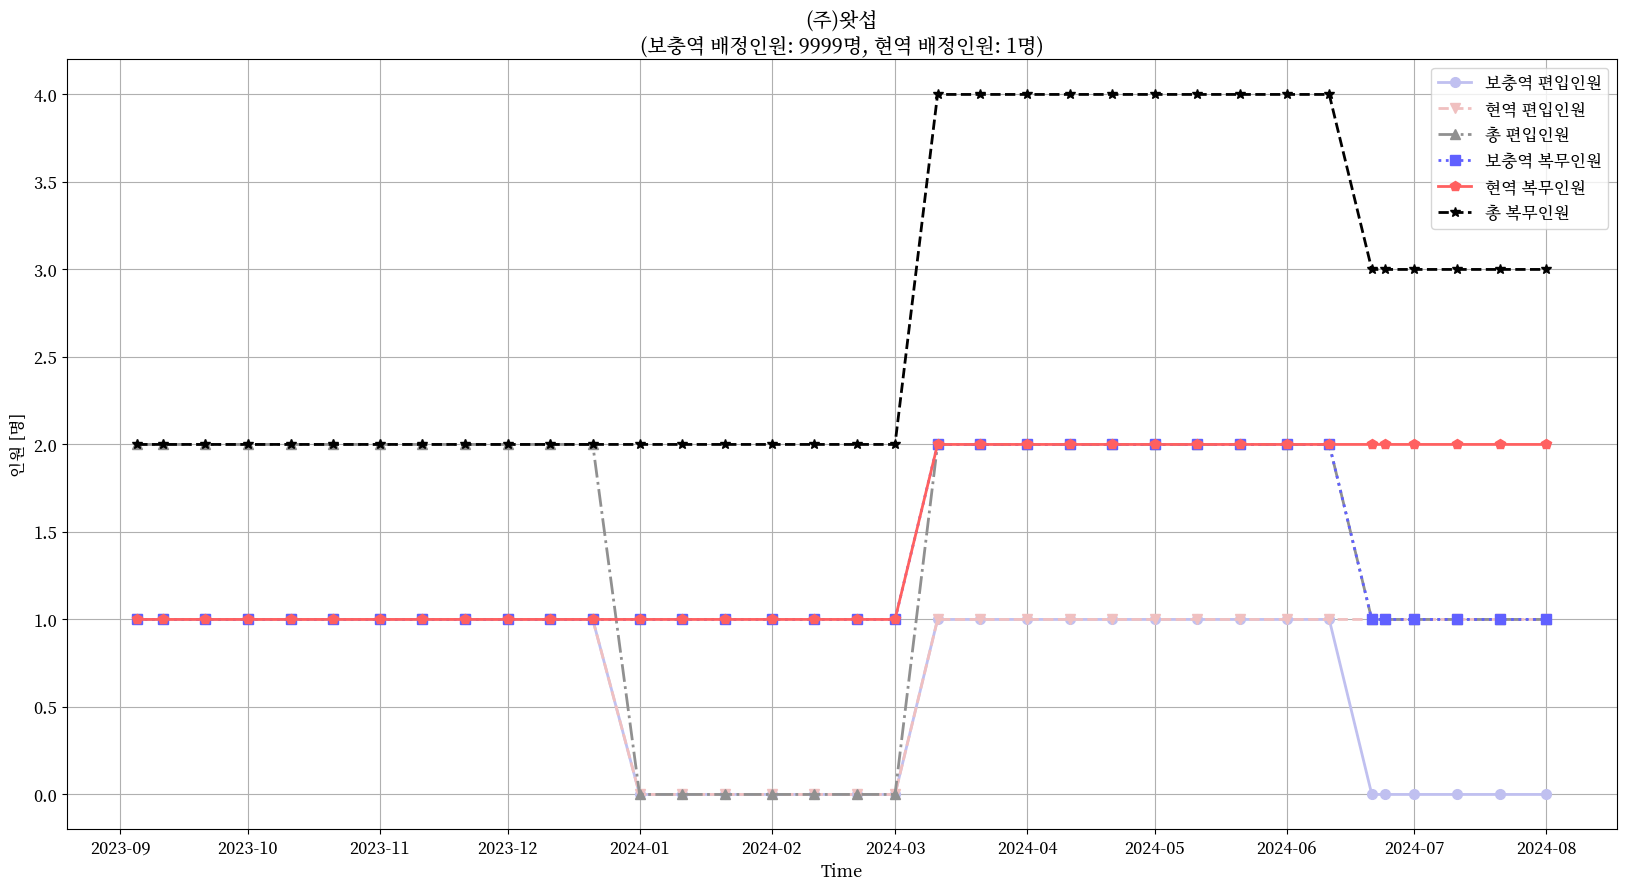 (주)왓섭
(보충역 배정인원: 9999명, 현역 배정인원: 1명)
보충역 편입인원
현역 편입인원
총 편입인원
보충역 복무인원
현역 복무인원
총 복무인원
인원 [명]
4.0
3.5
3.0
2.5
2.0
1.5
1.0
0.5
0.0
2023-09 2023-10 2023-11 2023-12 2024-01 2024-02 2024-03 2024-04 2024-05 2024-06 2024-07 2024-08
Time